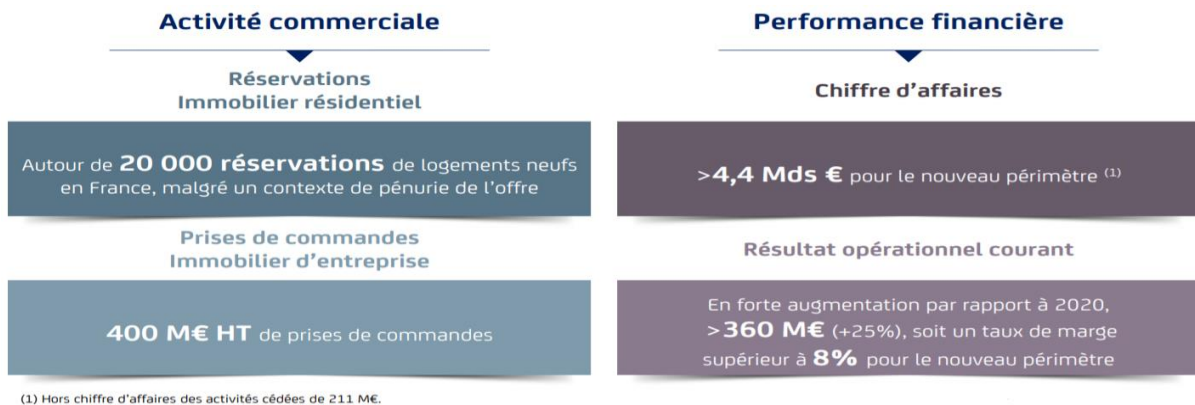 Activité commerciale
Réservations
Immobilier résidentiel
Autour de 20 000 réservations de logements neufs
en France, malgré un contexte de pénurie de l'offre
Prises de commandes
Immobilier d'entreprise
400 M€ HT de prises de commandes
Performance financière
Chiffre d'affaires
>4,4 Mds € pour le nouveau périmètre (1)
Résultat opérationnel courant
En forte augmentation par rapport à 2020,
>360 M€ (+25%), soit un taux de marge
supérieur à 8% pour le nouveau périmètre
(1) Hors chiffre d'affaires des activités cédées de 211 M€.